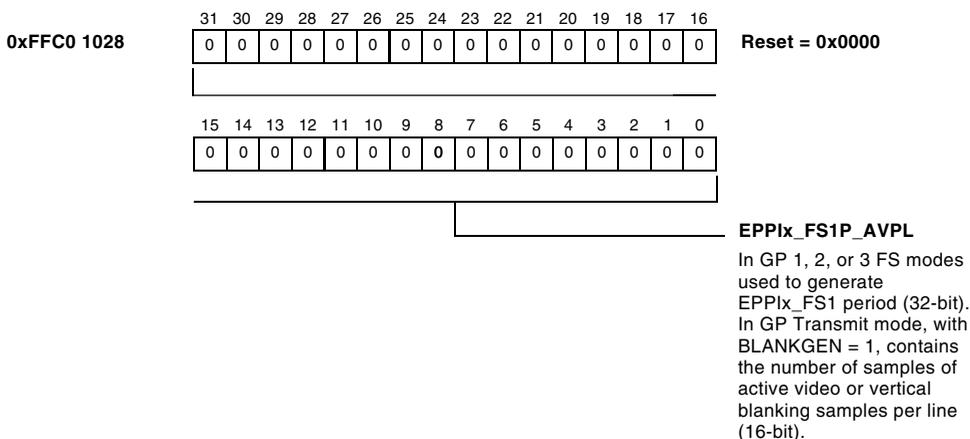 31 30 29 28 27 26 25 24 23 22 21 20 19 18 17 16
0xFFC0 1028 0 0 0 0 0 0 0 0 0 0 0 0 0 0 0 0 Reset = 0x0000
15 14 13 12 11 10 9 8 7 6 5 4 3 2 1 0
0 0 0 0 0 0 0 0 0 0 0 0 0 0 0 0
EPPIx_FS1P_AVPL
In GP 1, 2, or 3 FS modes
used to generate
EPPIx_FS1 period (32-bit).
In GP Transmit mode, with
BLANKGEN = 1, contains
the number of samples of
active video or vertical
blanking samples per line
(16-bit).